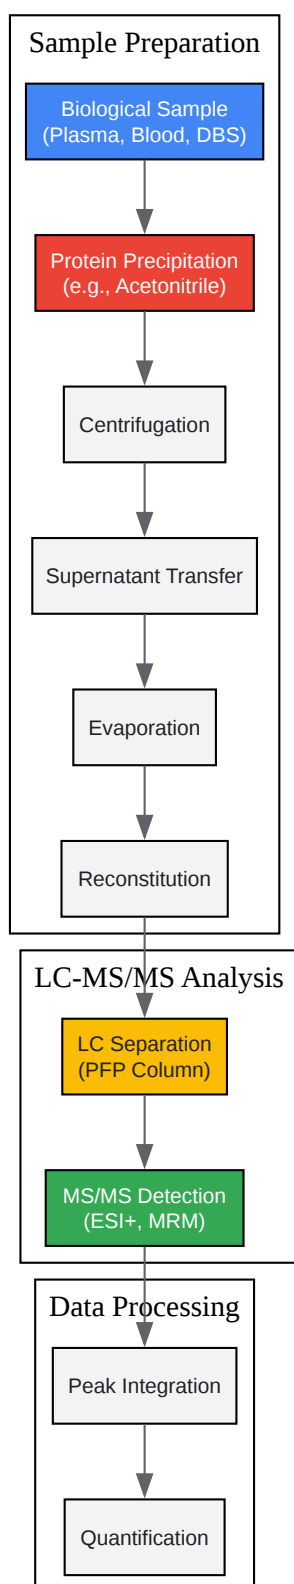 Sample Preparation
Biological Sample
(Plasma, Blood, DBS)
Protein Precipitation
(e.g., Acetonitrile)
Centrifugation
Supernatant Transfer
Evaporation
Reconstitution
LC-MS/MS Analysis
LC Separation
(PFP Column)
MS/MS Detection
(ESI+, MRM)
Data Processing
Peak Integration
Quantification